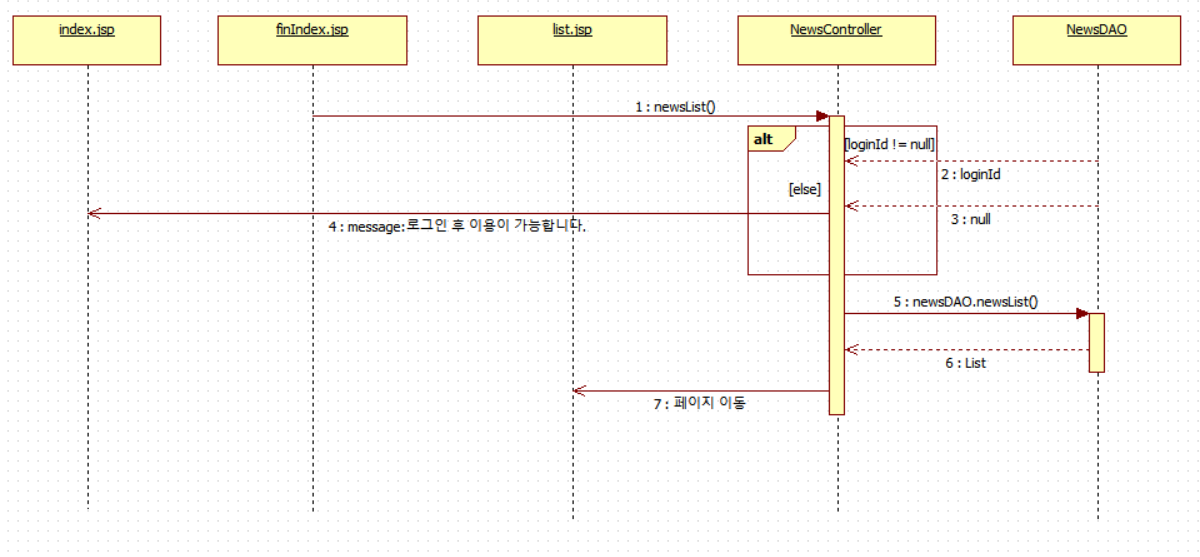 index.jsp
finIndex.jsp
list.jsp
NewsController
NewsDAO
1 : newsList()
alt
[loginId != null]
2 : loginId
[else]
3 : null
4 : message:로그인 후 이용이 가능합니다.
5 : newsDAO.newsList()
6 : List
7 : 페이지 이동